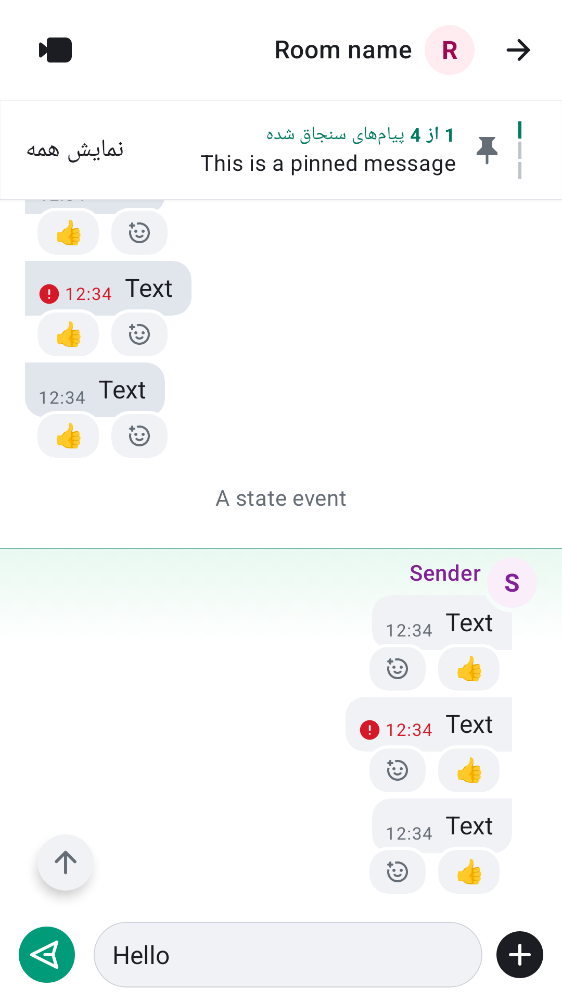 Room name
R
1 از 4 پیام‌های سنجاق شده
This is a pinned message
نمایش همه
12:34 Text
12:34 Text
A state event
Sender
S
12:34 Text
12:34 Text
12:34 Text
Hello